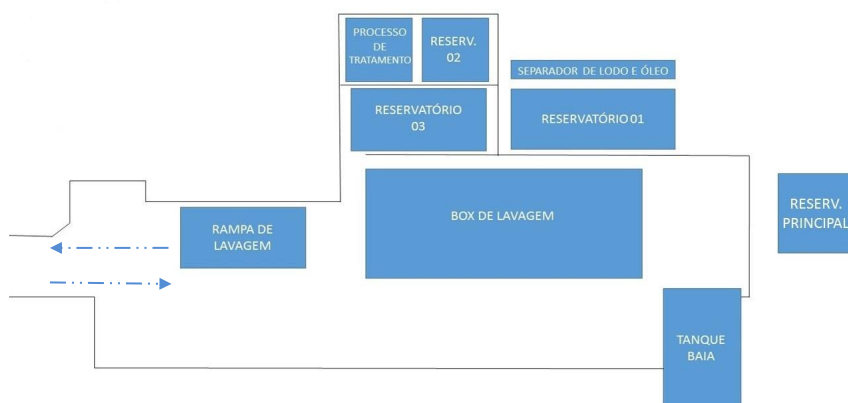 PROCESSO
DE
TRATAMENTO
RESERV.
02
SEPARADOR DE LODO E ÓLEO
RESERVATÓRIO
03
RESERVATÓRIO 01
RAMPA DE
LAVAGEM
BOX DE LAVAGEM
RESERV.
PRINCIPAL
TANQUE
BAIA